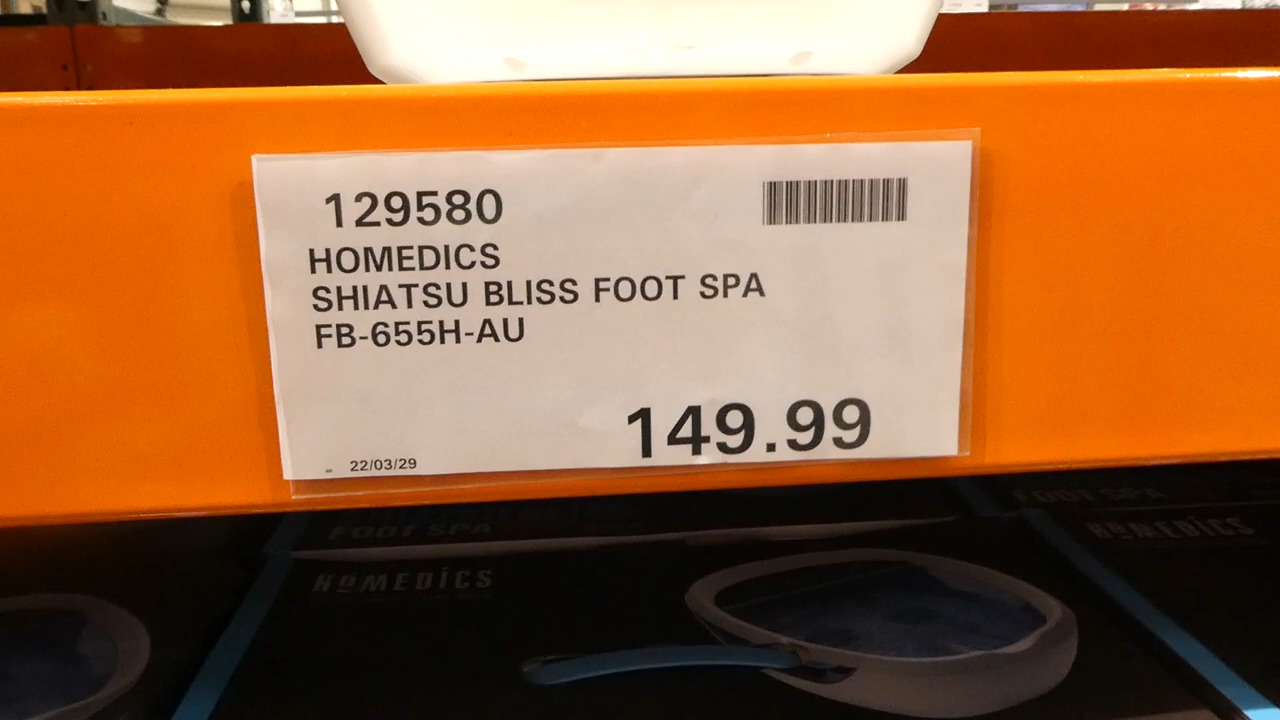 129580
HOMEDICS
SHIATSU BLISS FOOT SPA
FB-655H-AU
149.99
22/03/29
FOOT SPA
HOMEDICS
FOOT SPA
HOMEDICS